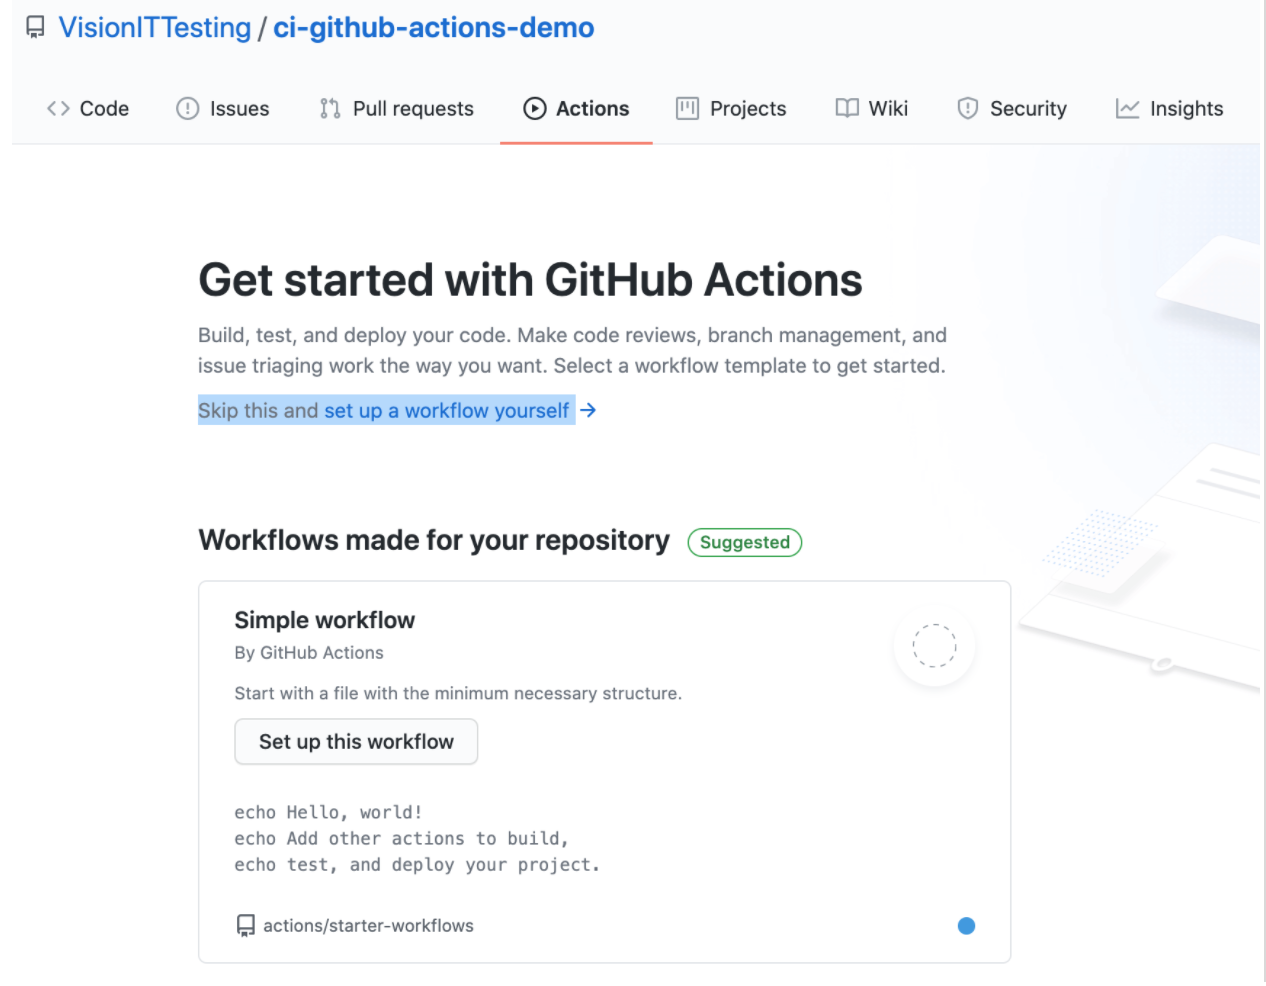 VisionITTesting / ci-github-actions-demo
Code Issues Pull requests Actions Projects Wiki Security Insights
Get started with GitHub Actions
Build, test, and deploy your code. Make code reviews, branch management, and
issue triaging work the way you want. Select a workflow template to get started.
Skip this and set up a workflow yourself →
Workflows made for your repository Suggested
Simple workflow
By GitHub Actions
Start with a file with the minimum necessary structure.
Set up this workflow
echo Hello, world!
echo Add other actions to build,
echo test, and deploy your project.
actions/starter-workflows